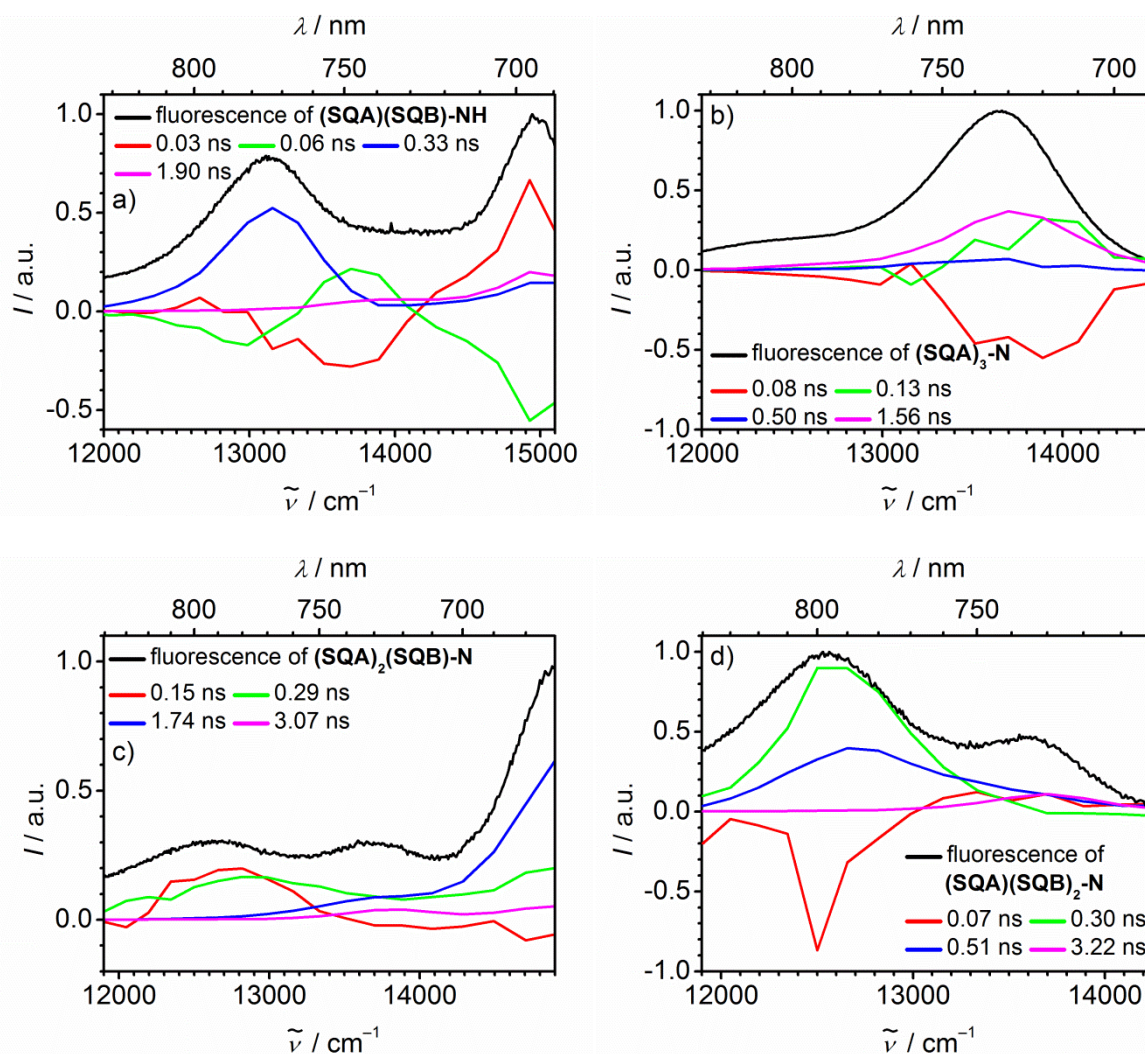 λ / nm
800 750 700
1.0
0.5
0.0
-0.5
I / a.u.
fluorescence of (SQA)(SQB)-NH
0.03 ns 0.06 ns 0.33 ns
1.90 ns
a)
12000 13000 14000 15000
ν̃ / cm⁻¹
λ / nm
800 750 700
b)
1.0
0.5
0.0
-0.5
-1.0
I / a.u.
fluorescence of (SQA)₃-N
0.08 ns 0.13 ns
0.50 ns 1.56 ns
12000 13000 14000
ν̃ / cm⁻¹
λ / nm
800 750 700
1.0
0.5
0.0
I / a.u.
fluorescence of (SQA)₂(SQB)-N
0.15 ns 0.29 ns
1.74 ns 3.07 ns
c)
12000 13000 14000
ν̃ / cm⁻¹
λ / nm
800 750
d)
1.0
0.5
0.0
-0.5
-1.0
I / a.u.
fluorescence of
(SQA)(SQB)₂-N
0.07 ns 0.30 ns
0.51 ns 3.22 ns
12000 13000 14000
ν̃ / cm⁻¹